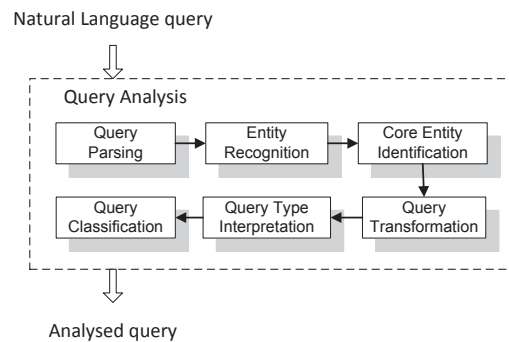 Natural Language query
Query Analysis
Query
Parsing
Entity
Recognition
Core Entity
Identification
Query
Classification
Query Type
Interpretation
Query
Transformation
Analysed query